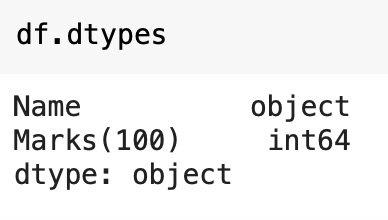 df.dtypes
Name           object
Marks(100)      int64
dtype: object